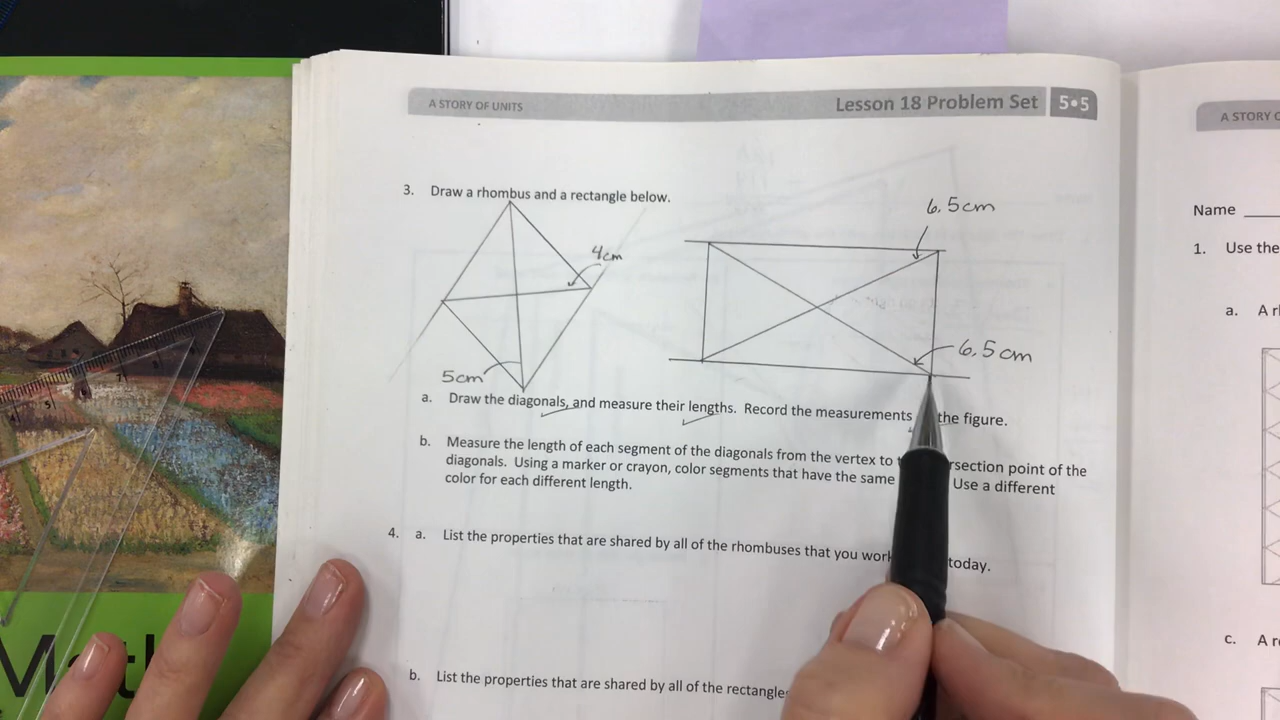 A STORY OF UNITS
Lesson 18 Problem Set 5•5
3. Draw a rhombus and a rectangle below.
4cm
5cm
6.5cm
6.5cm
a. Draw the diagonals, and measure their lengths. Record the measurements the figure.
b. Measure the length of each segment of the diagonals from the vertex to rsection point of the
diagonals. Using a marker or crayon, color segments that have the same Use a different
color for each different length.
4. a. List the properties that are shared by all of the rhombuses that you work today.
b. List the properties that are shared by all of the rectangles
A STORY
Name
1. Use the
a. A
c. A
Math